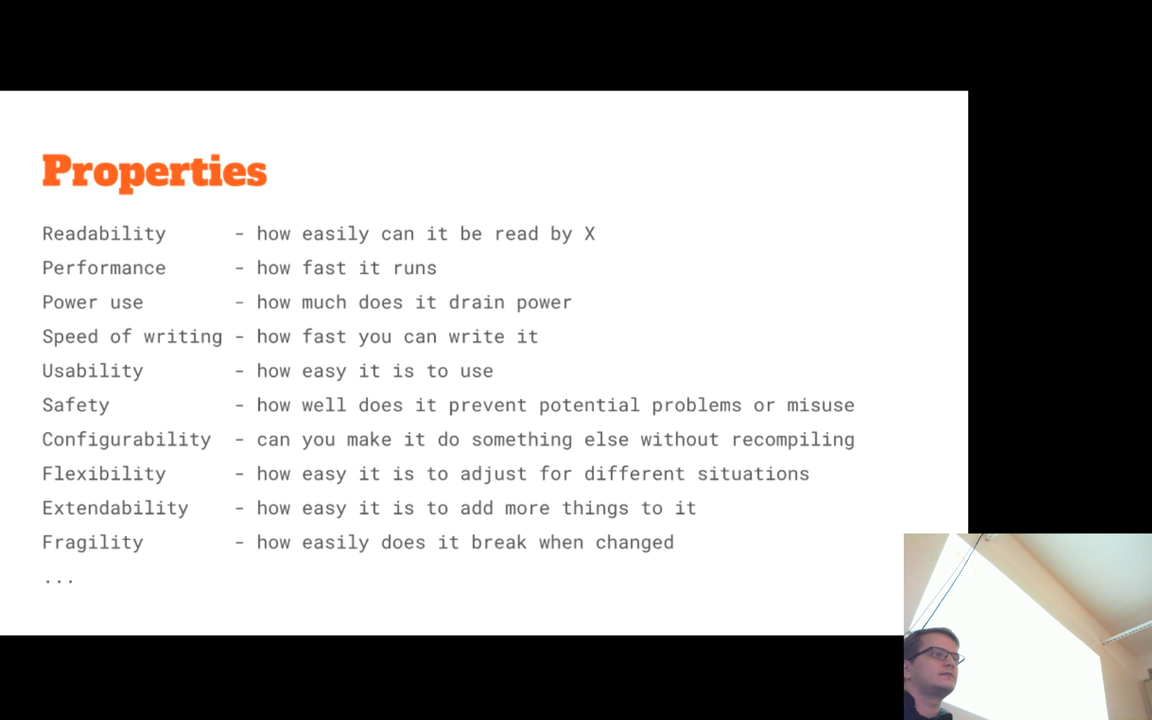 Properties
Readability - how easily can it be read by X
Performance - how fast it runs
Power use - how much does it drain power
Speed of writing - how fast you can write it
Usability - how easy it is to use
Safety - how well does it prevent potential problems or misuse
Configurability - can you make it do something else without recompiling
Flexibility - how easy it is to adjust for different situations
Extendability - how easy it is to add more things to it
Fragility - how easily does it break when changed
...